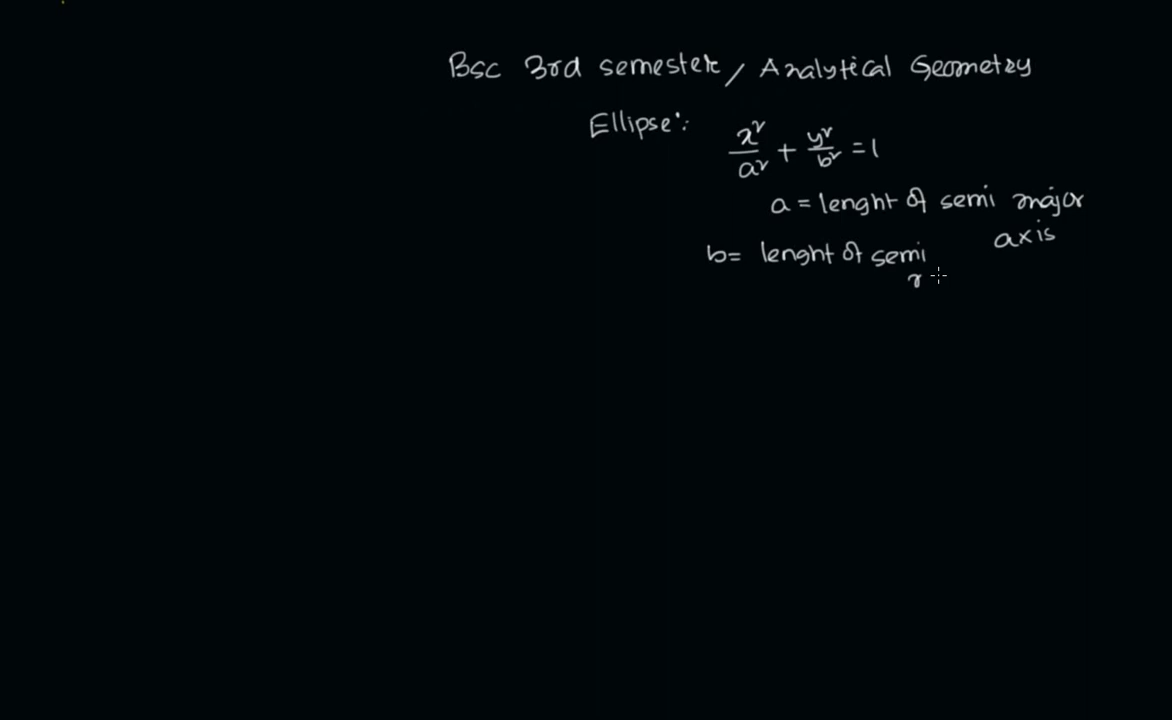 Bsc 3rd semester / Analytical Geometry
Ellipse :
x²/a² + y²/b² = 1
a = lenght of semi major
axis
b = lenght of semi